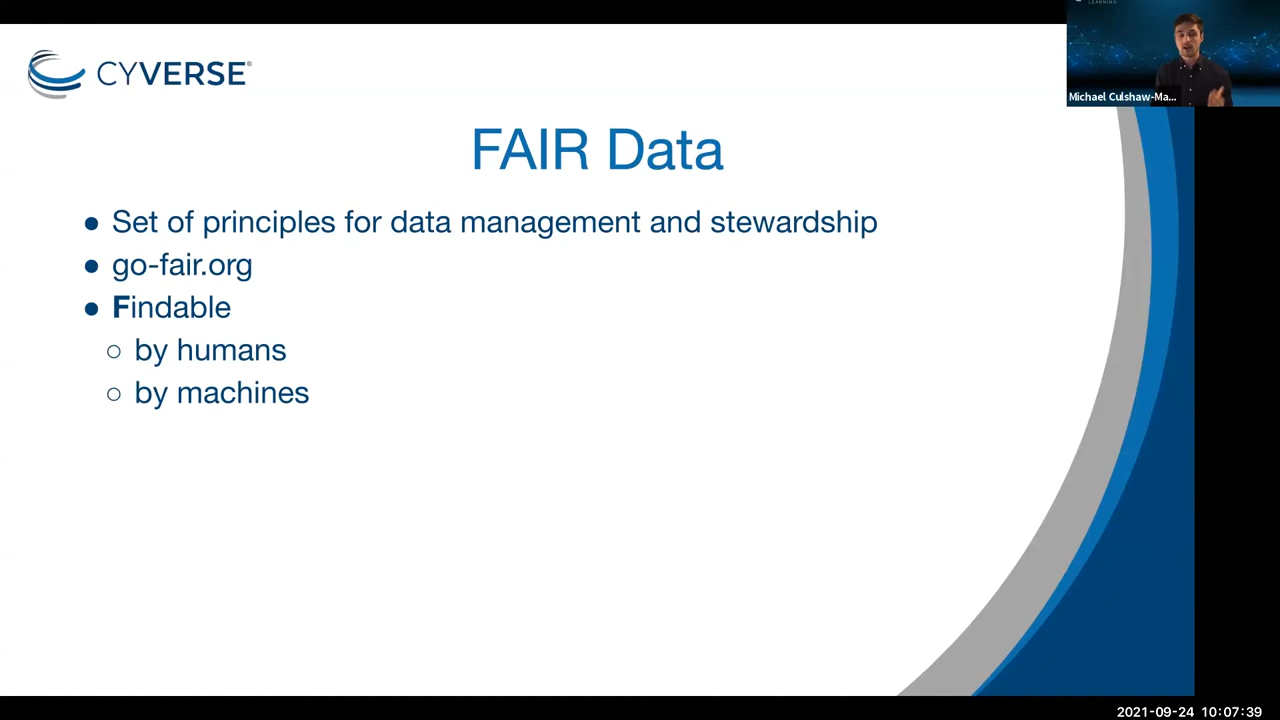 LEARNING
CYVERSE®
Michael Culshaw-Ma...
FAIR Data
● Set of principles for data management and stewardship
● go-fair.org
● Findable
○ by humans
○ by machines
2021-09-24 10:07:39